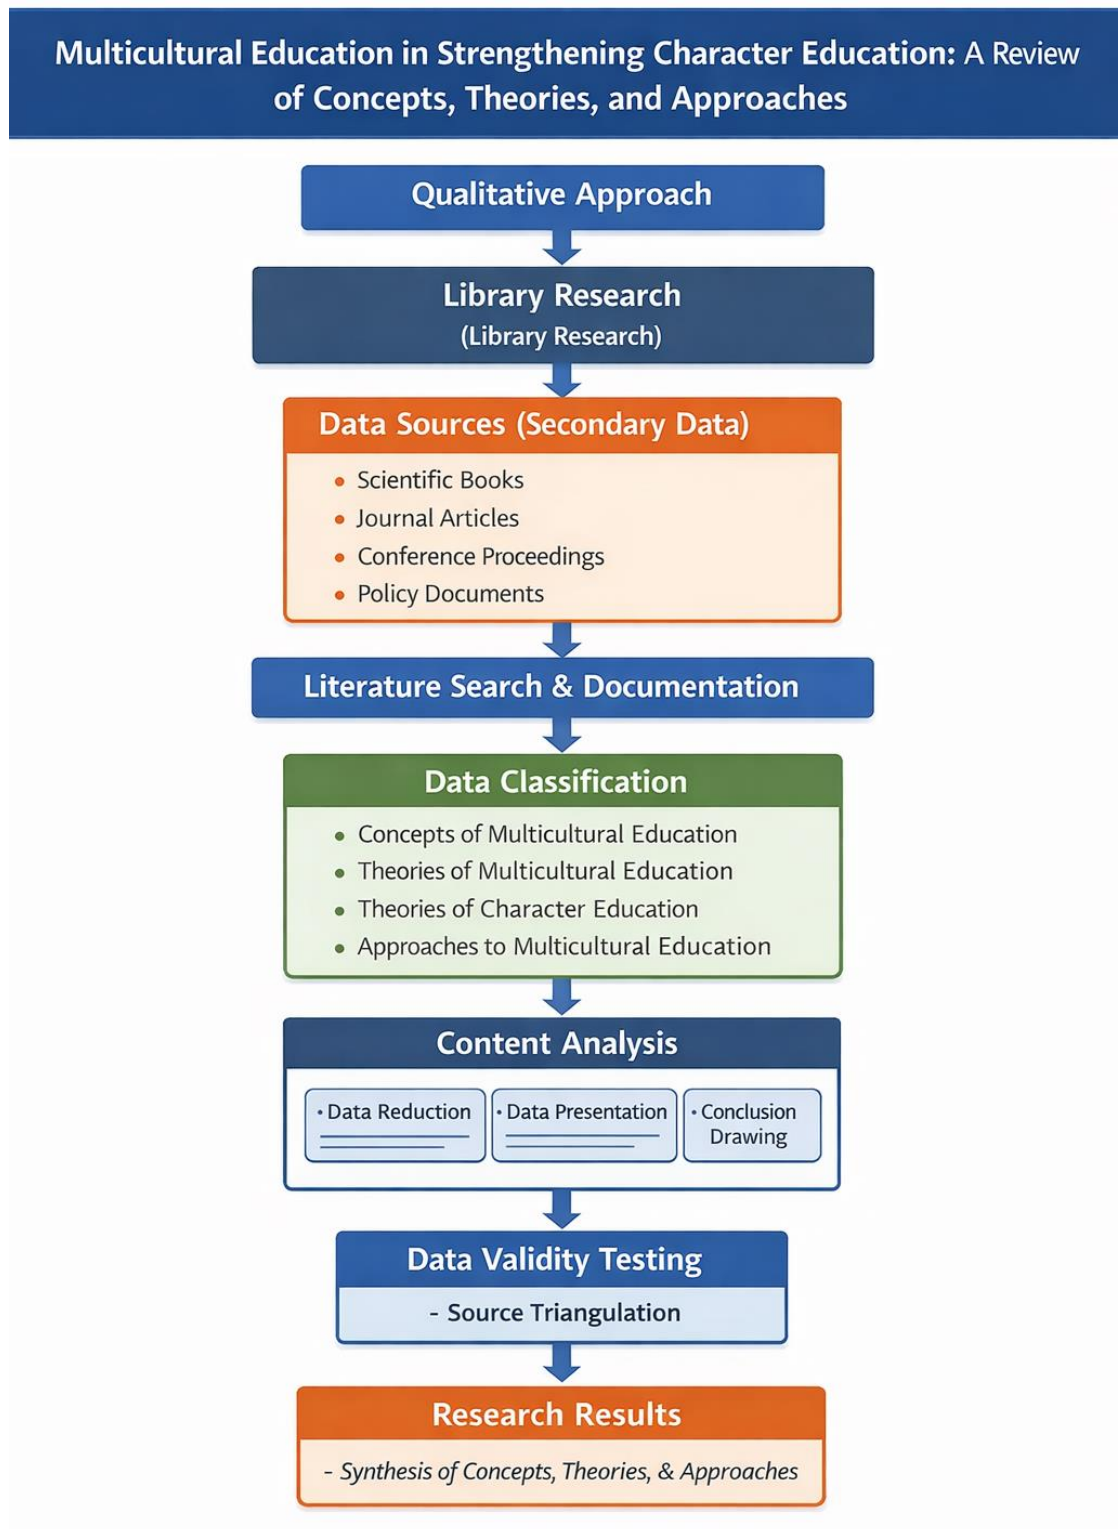 Multicultural Education in Strengthening Character Education: A Review
of Concepts, Theories, and Approaches
Qualitative Approach
Library Research
(Library Research)
Data Sources (Secondary Data)
• Scientific Books
• Journal Articles
• Conference Proceedings
• Policy Documents
Literature Search & Documentation
Data Classification
• Concepts of Multicultural Education
• Theories of Multicultural Education
• Theories of Character Education
• Approaches to Multicultural Education
Content Analysis
• Data Reduction
• Data Presentation
• Conclusion
Drawing
Data Validity Testing
- Source Triangulation
Research Results
- Synthesis of Concepts, Theories, & Approaches